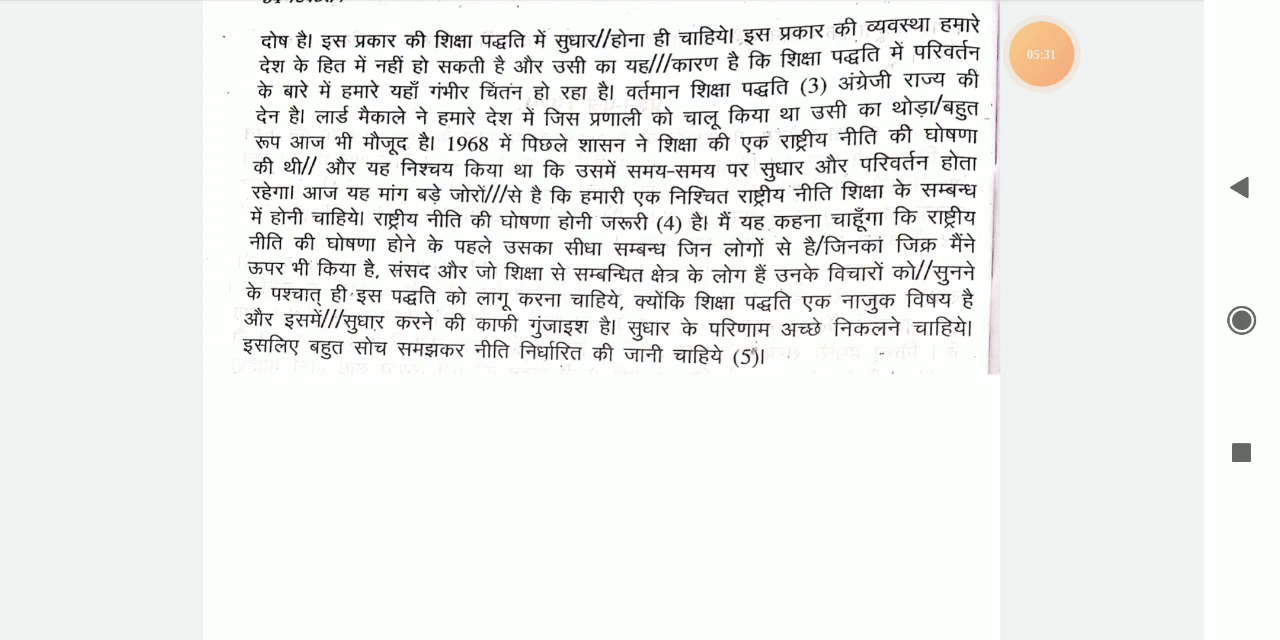 दोष है। इस प्रकार की शिक्षा पद्धति में सुधार//होना ही चाहिये। इस प्रकार की व्यवस्था हमारे
देश के हित में नहीं हो सकती है और उसी का यह///कारण है कि शिक्षा पद्धति में परिवर्तन
के बारे में हमारे यहाँ गंभीर चिंतन हो रहा है। वर्तमान शिक्षा पद्धति (3) अंग्रेजी राज्य की
देन है। लार्ड मैकाले ने हमारे देश में जिस प्रणाली को चालू किया था उसी का थोड़ा/बहुत
रूप आज भी मौजूद है। 1968 में पिछले शासन ने शिक्षा की एक राष्ट्रीय नीति की घोषणा
की थी// और यह निश्चय किया था कि उसमें समय-समय पर सुधार और परिवर्तन होता
रहेगा। आज यह मांग बड़े जोरों///से है कि हमारी एक निश्चित राष्ट्रीय नीति शिक्षा के सम्बन्ध
में होनी चाहिये। राष्ट्रीय नीति की घोषणा होनी जरूरी (4) है। मैं यह कहना चाहूँगा कि राष्ट्रीय
नीति की घोषणा होने के पहले उसका सीधा सम्बन्ध जिन लोगों से है/जिनका जिक्र मैंने
ऊपर भी किया है, संसद और जो शिक्षा से सम्बन्धित क्षेत्र के लोग हैं उनके विचारों को//सुनने
के पश्चात् ही इस पद्धति को लागू करना चाहिये, क्योंकि शिक्षा पद्धति एक नाजुक विषय है
और इसमें///सुधार करने की काफी गुंजाइश है। सुधार के परिणाम अच्छे निकलने चाहिये।
इसलिए बहुत सोच समझकर नीति निर्धारित की जानी चाहिये (5)।
05:31